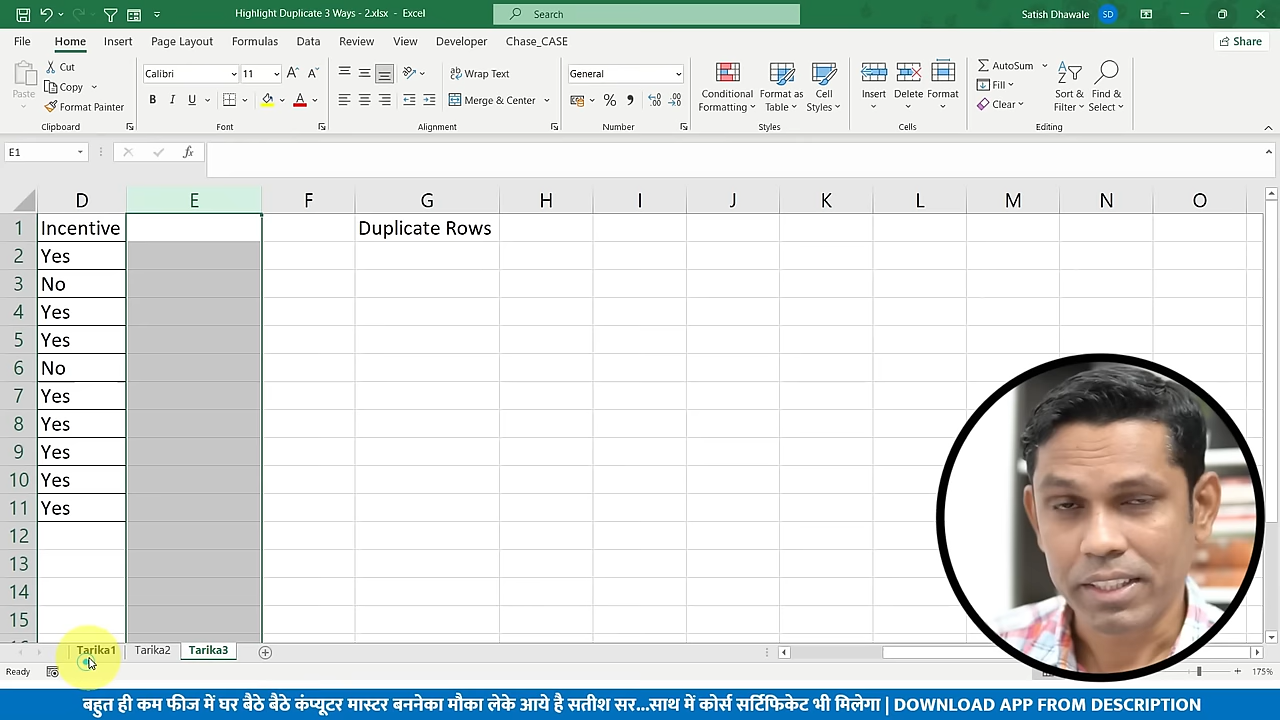 Highlight Duplicate 3 Ways - 2.xlsx - Excel
Search
Satish Dhawale SD
File Home Insert Page Layout Formulas Data Review View Developer Chase_CASE Share
Paste Cut Copy Format Painter
Clipboard
Calibri 11
B I U
Font
Wrap Text
Merge & Center
Alignment
General
Number
Conditional Formatting Format as Table Cell Styles
Styles
Insert Delete Format
Cells
AutoSum Fill Clear Sort & Filter Find & Select
Editing
E1 fx
D E F G H I J K L M N O
1 Incentive Duplicate Rows
2 Yes
3 No
4 Yes
5 Yes
6 No
7 Yes
8 Yes
9 Yes
10 Yes
11 Yes
12
13
14
15
Tarika1 Tarika2 Tarika3
Ready 175%
बहुत ही कम फीज में घर बैठे बैठे कंप्यूटर मास्टर बननेका मौका लेके आये है सतीश सर...साथ में कोर्स सर्टिफिकेट भी मिलेगा | DOWNLOAD APP FROM DESCRIPTION